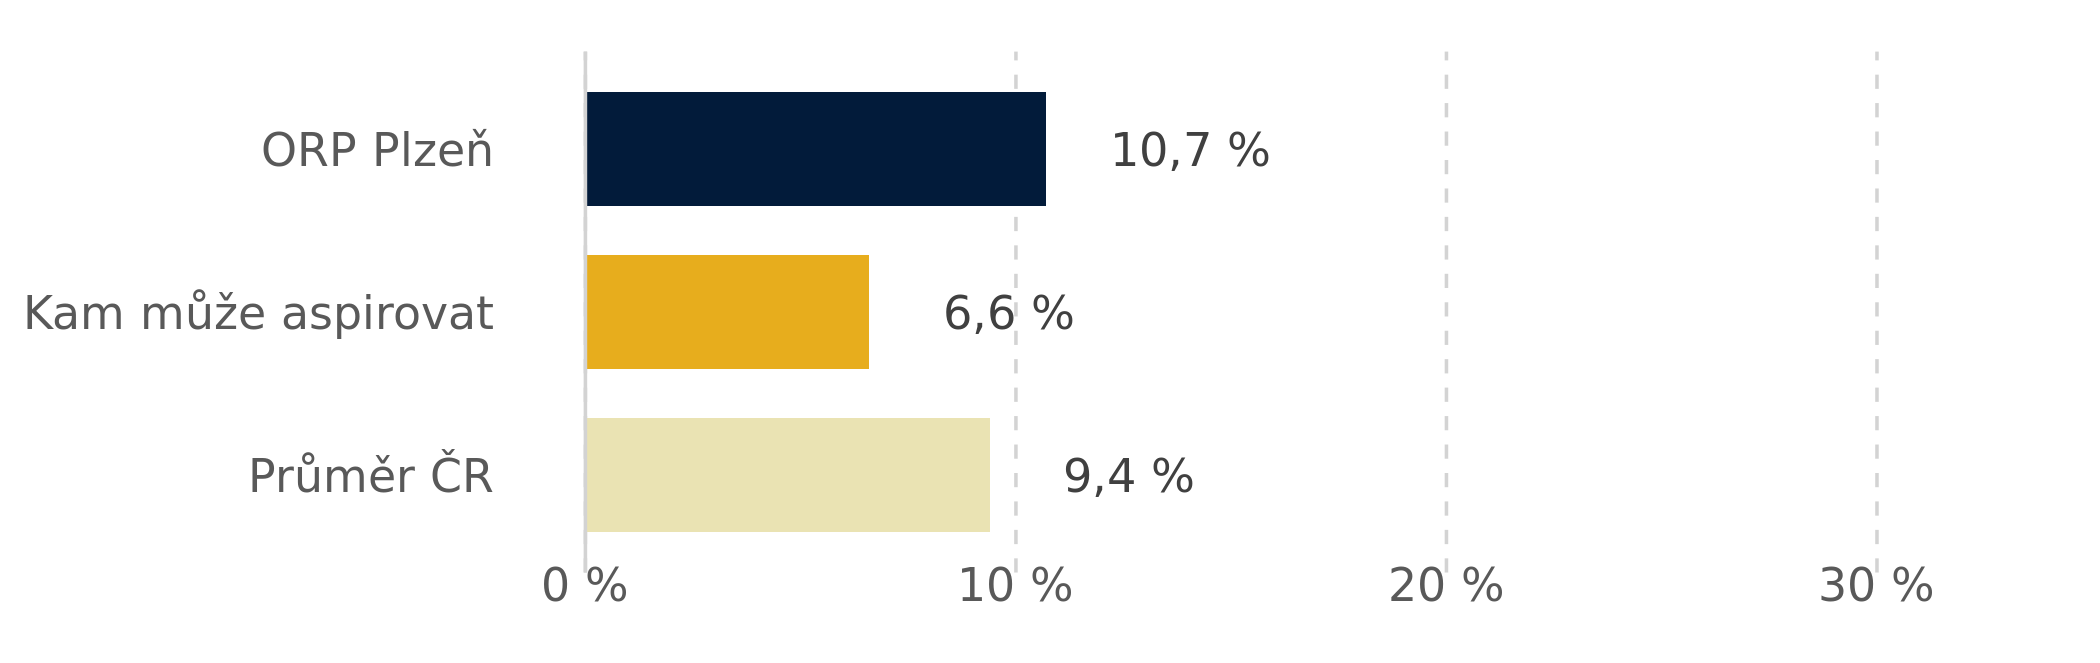 ORP Plzeň
10,7 %
Kam může aspirovat
6,6 %
Průměr ČR
9,4 %
0 %
10 %
20 %
30 %